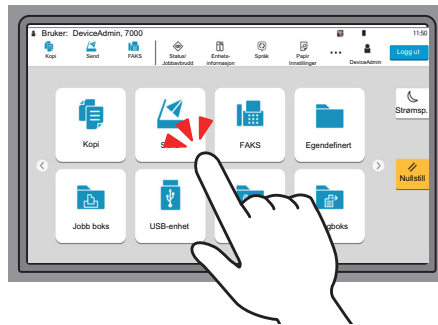 Bruker: DeviceAdmin, 7000
11:50
Kopi
Send
FAKS
Status/
Jobbavbrudd
Enhets-
informasjon
Språk
Papir
innstillinger
DeviceAdmin
Logg ut
Kopi
FAKS
Egendefinert
Strømsp.
Nullstill
Jobb boks
USB-enhet